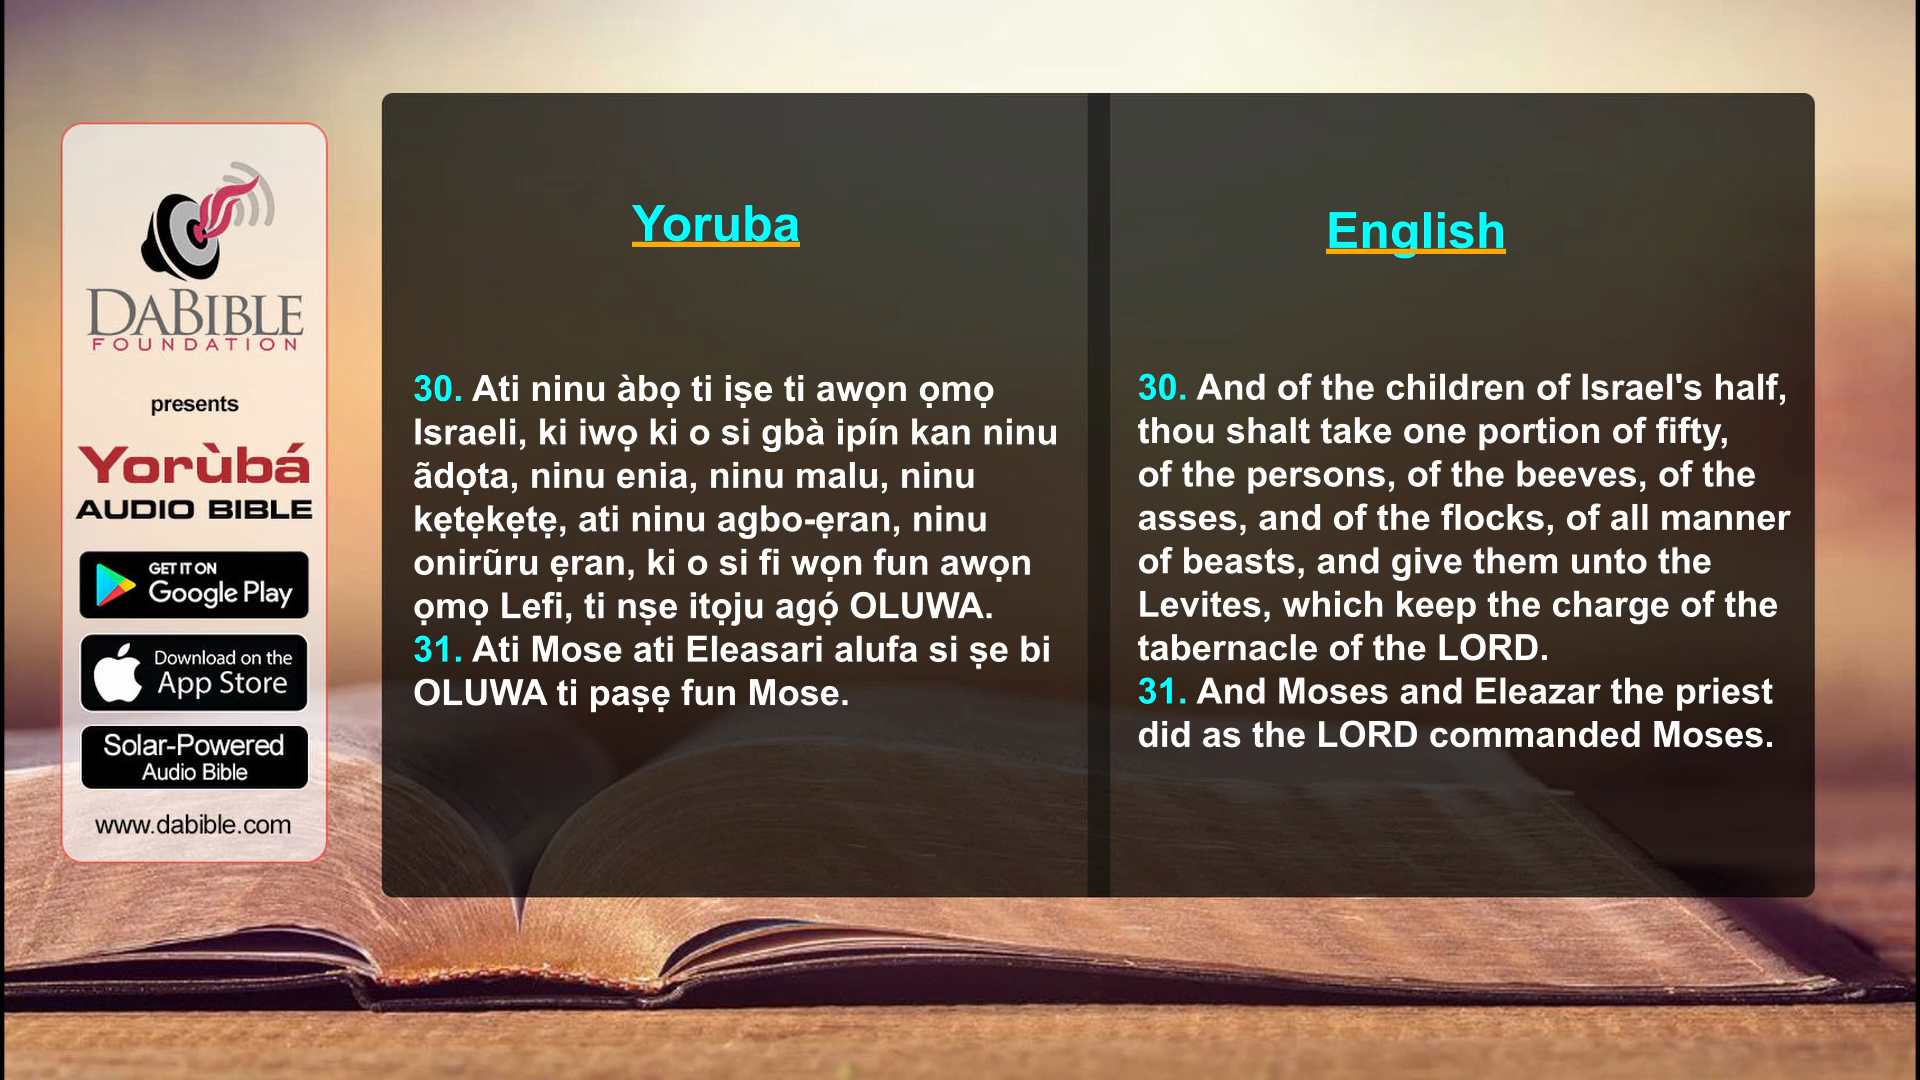 DABIBLE
FOUNDATION
presents
Yorùbá
AUDIO BIBLE
GET IT ON
Google Play
Download on the
App Store
Solar-Powered
Audio Bible
www.dabible.com
Yoruba
30. Ati ninu àbọ ti iṣe ti awọn ọmọ
Israeli, ki iwọ ki o si gbà ipín kan ninu
ãdọta, ninu enia, ninu malu, ninu
kẹtẹkẹtẹ, ati ninu agbo-ẹran, ninu
onirũru ẹran, ki o si fi wọn fun awọn
ọmọ Lefi, ti nṣe itọju agọ́ OLUWA.
31. Ati Mose ati Eleasari alufa si ṣe bi
OLUWA ti paṣẹ fun Mose.
English
30. And of the children of Israel's half,
thou shalt take one portion of fifty,
of the persons, of the beeves, of the
asses, and of the flocks, of all manner
of beasts, and give them unto the
Levites, which keep the charge of the
tabernacle of the LORD.
31. And Moses and Eleazar the priest
did as the LORD commanded Moses.